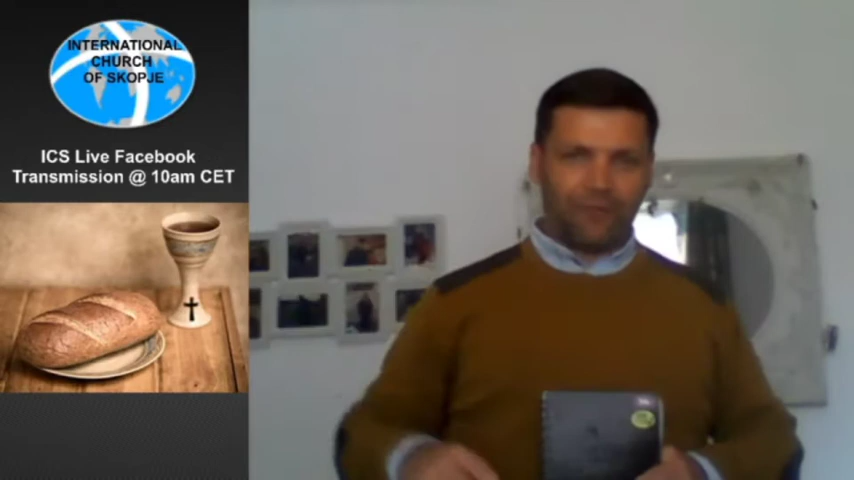 INTERNATIONAL
CHURCH
OF SKOPJE
ICS Live Facebook
Transmission @ 10am CET